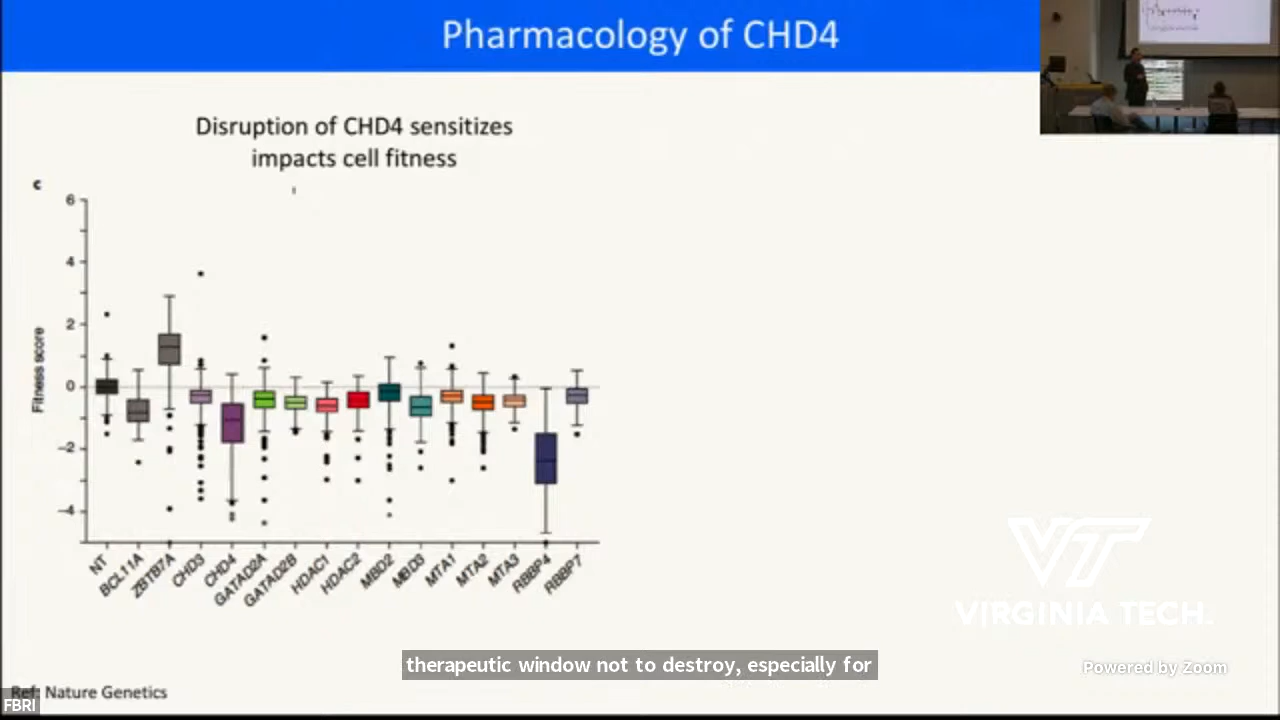 Pharmacology of CHD4
Disruption of CHD4 sensitizes
impacts cell fitness
c
6
4
2
0
-2
-4
Fitness score
NT
BCL11A
ZBTB7A
CHD3
CHD4
GATAD2A
GATAD2B
HDAC1
HDAC2
MBD2
MBD3
MTA1
MTA2
MTA3
RBBP4
RBBP7
VT
VIRGINIA TECH.
therapeutic window not to destroy, especially for
Powered by Zoom
Ref: Nature Genetics
FBRI